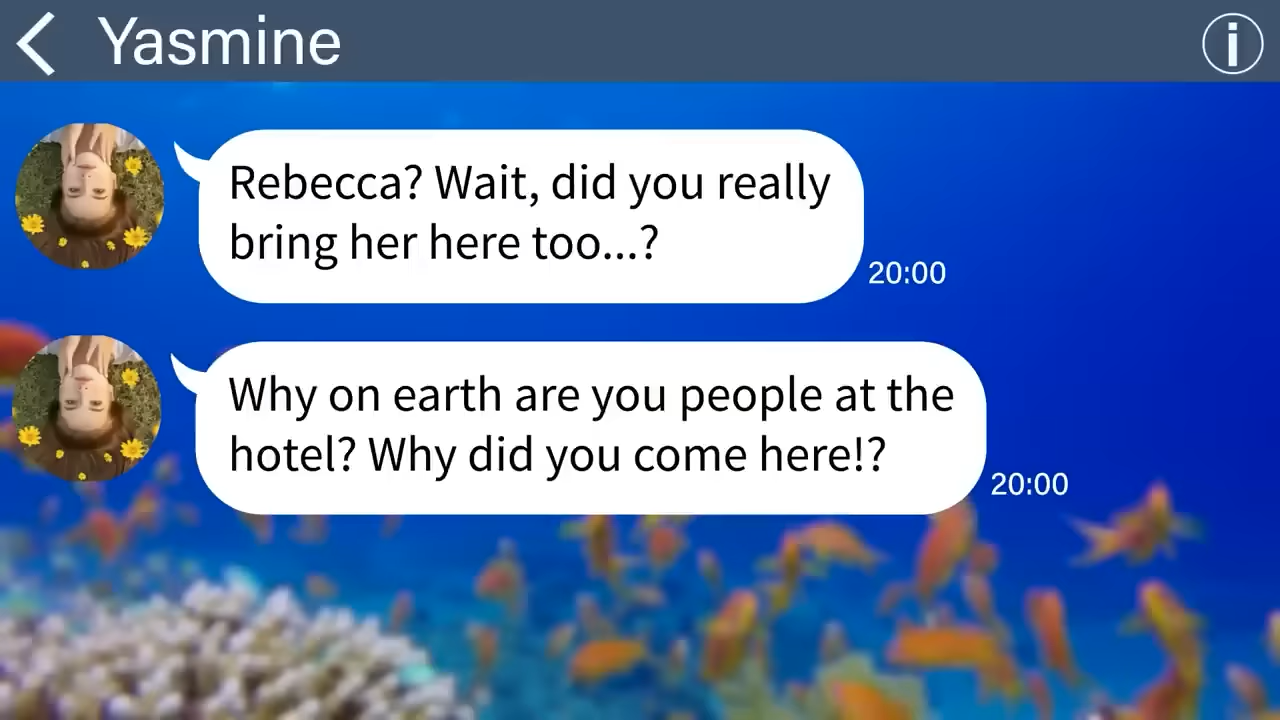 Yasmine
Rebecca? Wait, did you really
bring her here too...?
20:00
Why on earth are you people at the
hotel? Why did you come here!?
20:00